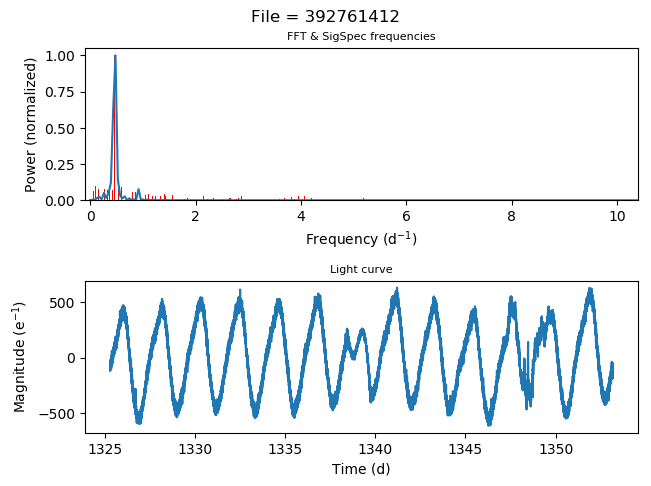 File = 392761412
FFT & SigSpec frequencies
1.00
0.75
0.50
0.25
0.00
Power (normalized)
0 2 4 6 8 10
Frequency (d⁻¹)
Light curve
500
0
−500
Magnitude (e⁻¹)
1325 1330 1335 1340 1345 1350
Time (d)